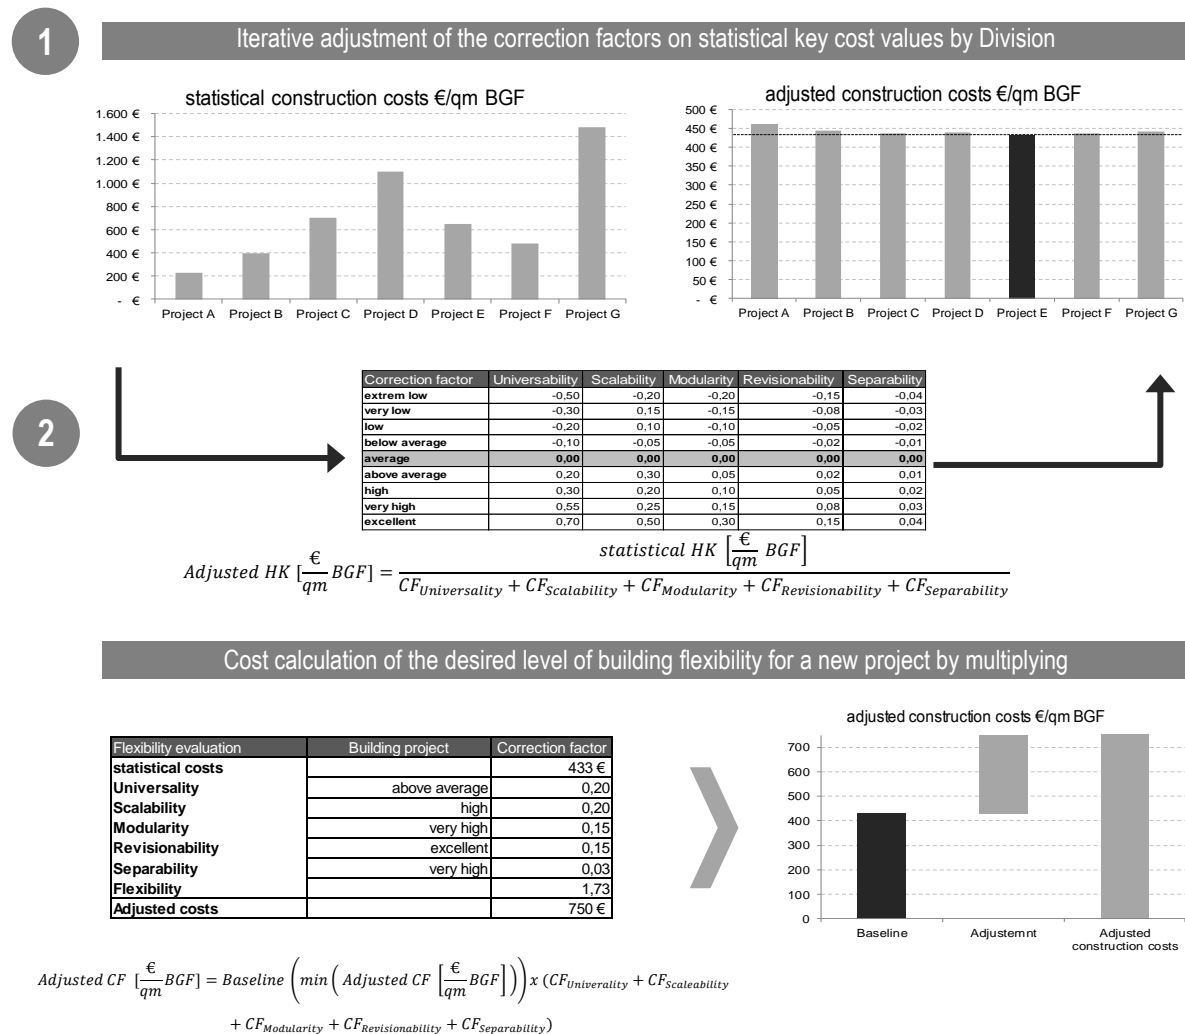 1
Iterative adjustment of the correction factors on statistical key cost values by Division
statistical construction costs €/qm BGF
1.600 €
1.400 €
1.200 €
1.000 €
800 €
600 €
400 €
200 €
- €
Project A Project B Project C Project D Project E Project F Project G
adjusted construction costs €/qm BGF
500 €
450 €
400 €
350 €
300 €
250 €
200 €
150 €
100 €
50 €
- €
Project A Project B Project C Project D Project E Project F Project G
2
Correction factor Universability Scalability Modularity Revisionability Separability
extrem low -0,50 -0,20 -0,20 -0,15 -0,04
very low -0,30 0,15 -0,15 -0,08 -0,03
low -0,20 0,10 -0,10 -0,05 -0,02
below average -0,10 -0,05 -0,05 -0,02 -0,01
average 0,00 0,00 0,00 0,00 0,00
above average 0,20 0,30 0,05 0,02 0,01
high 0,30 0,20 0,10 0,05 0,02
very high 0,55 0,25 0,15 0,08 0,03
excellent 0,70 0,50 0,30 0,15 0,04
Adjusted HK [€/qm BGF] = statistical HK [€/qm BGF] / CF_Universality + CF_Scalability + CF_Modularity + CF_Revisionability + CF_Separability
Cost calculation of the desired level of building flexibility for a new project by multiplying
Flexibility evaluation Building project Correction factor
statistical costs 433 €
Universality above average 0,20
Scalability high 0,20
Modularity very high 0,15
Revisionability excellent 0,15
Separability very high 0,03
Flexibility 1,73
Adjusted costs 750 €
adjusted construction costs €/qm BGF
700
600
500
400
300
200
100
0
Baseline Adjustemnt Adjusted
construction costs
Adjusted CF [€/qm BGF] = Baseline (min (Adjusted CF [€/qm BGF])) x (CF_Univerality + CF_Scaleability
+ CF_Modularity + CF_Revisionability + CF_Separability)